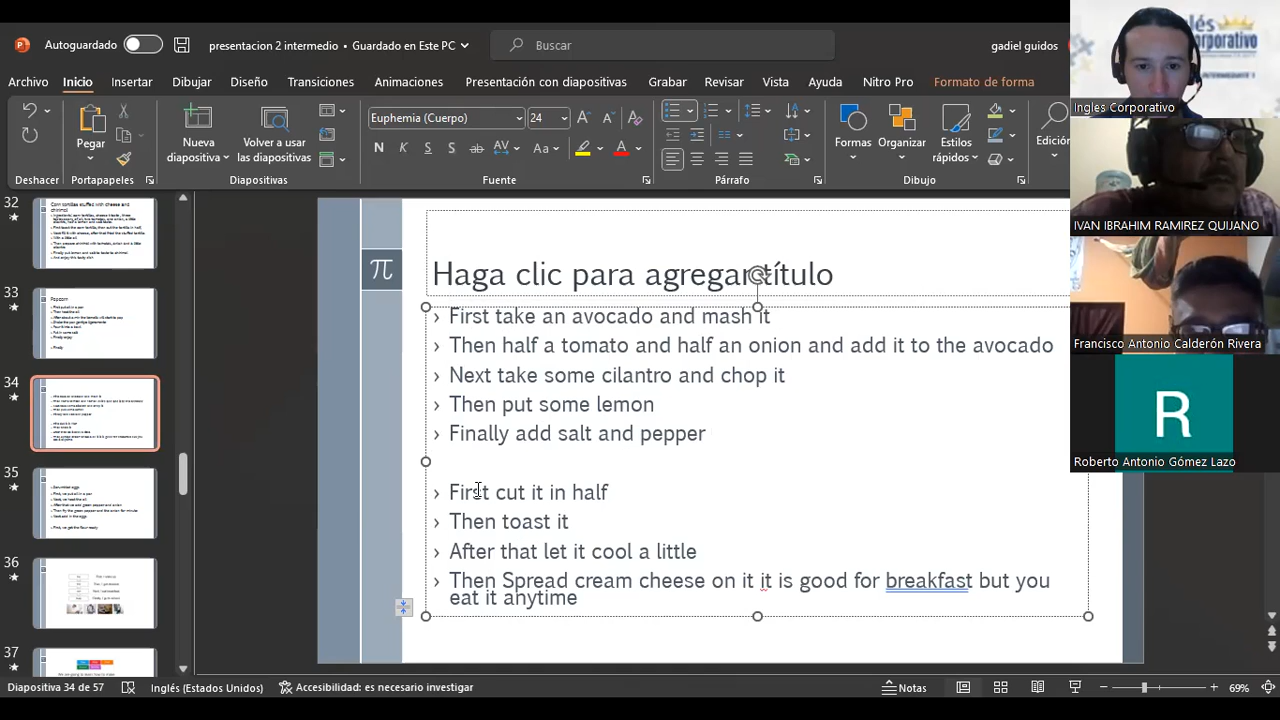 Autoguardado
presentacion 2 intermedio • Guardado en Este PC
Buscar
gadiel guidos
Archivo Inicio Insertar Dibujar Diseño Transiciones Animaciones Presentación con diapositivas Grabar Revisar Vista Ayuda Nitro Pro Formato de forma
Pegar
Nueva diapositiva
Volver a usar las diapositivas
Euphemia (Cuerpo) 24
Formas
Organizar
Estilos rápidos
Edición
Deshacer Portapapeles Diapositivas Fuente Párrafo Dibujo
Ingles Corporativo
IVAN IBRAHIM RAMIREZ QUIJANO
Francisco Antonio Calderón Rivera
R
Roberto Antonio Gómez Lazo
32
33
Popcorn
34
35
36
37
π
Haga clic para agregar título
› First take an avocado and mash it
› Then half a tomato and half an onion and add it to the avocado
› Next take some cilantro and chop it
› Then put some lemon
› Finally add salt and pepper
› First cut it in half
› Then toast it
› After that let it cool a little
› Then Spread cream cheese on it it is good for breakfast but you
eat it anytime
Diapositiva 34 de 57
Inglés (Estados Unidos)
Accesibilidad: es necesario investigar
Notas
69%